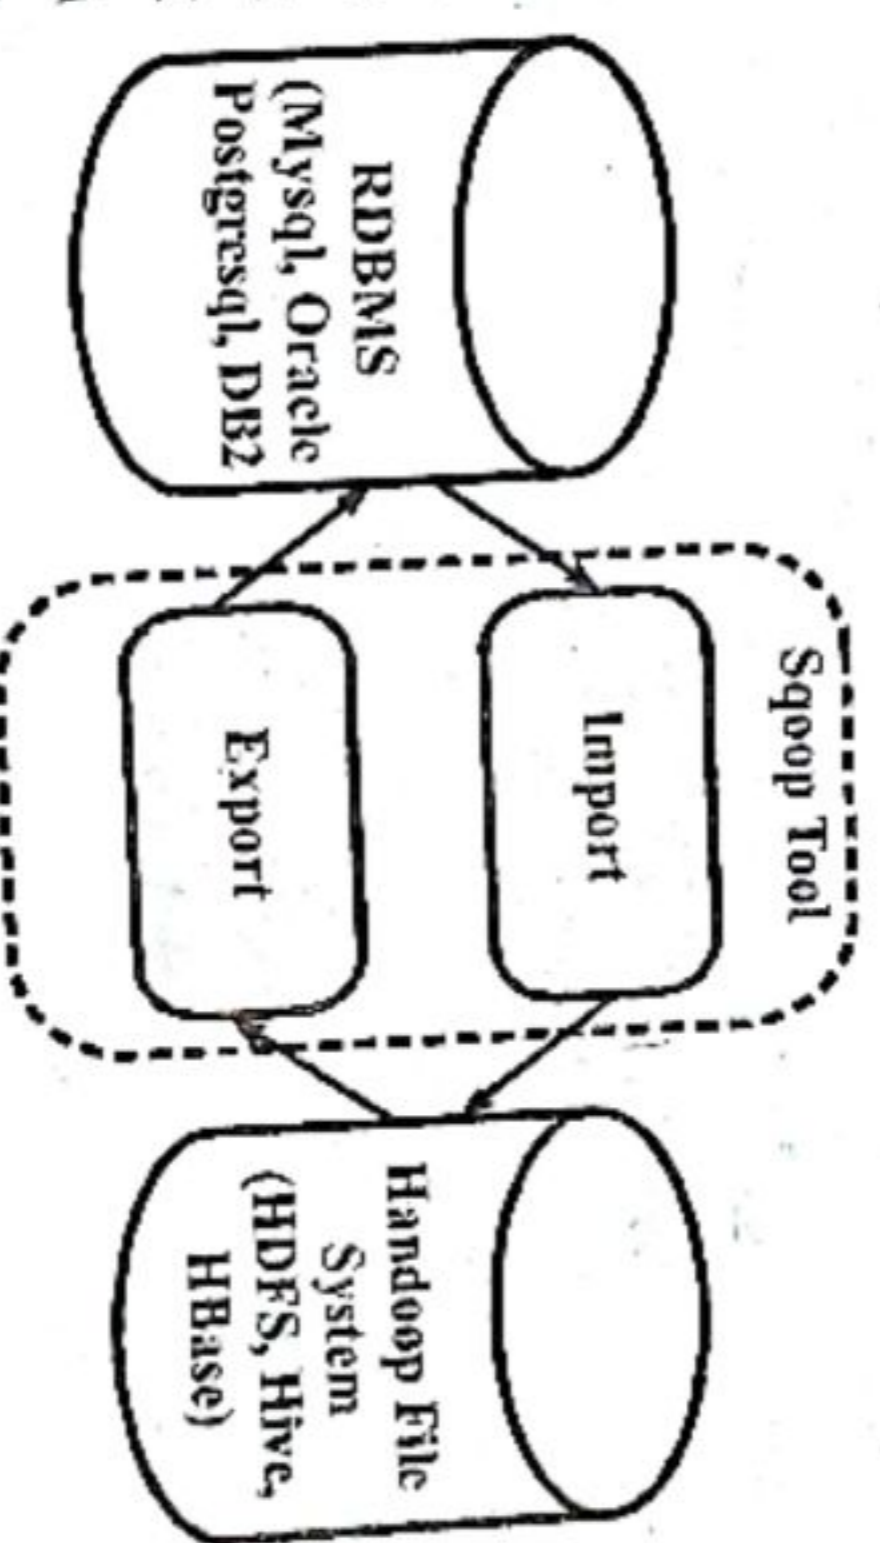 Sqoop Tool
RDBMS
(Mysql, Oracle
Postgresql, DB2
Import
Export
Handoop File
System
(HDFS, Hive,
HBase)